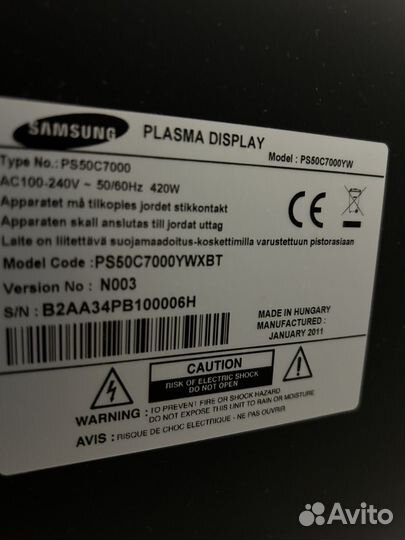 SAMSUNG
PLASMA DISPLAY
Type No.: PS50C7000
Model : PS50C7000YW
AC100-240V ~ 50/60Hz 420W
Apparatet må tilkoples jordet stikkontakt
Apparaten skall anslutas till jordat uttag
Laite on liitettävä suojamaadoitus-koskettimilla varustettuun pistorasiaan
Model Code :PS50C7000YWXBT
Version No : N003
S/N : B2AA34PB100006H
MADE IN HUNGARY
MANUFACTURED :
JANUARY 2011
CAUTION
RISK OF ELECTRIC SHOCK
DO NOT OPEN
WARNING : TO PREVENT FIRE OR SHOCK HAZARD
DO NOT EXPOSE THIS UNIT TO RAIN OR MOISTURE
AVIS : RISQUE DE CHOC ELECTRIQUE - NE PAS OUVRIR
Avito